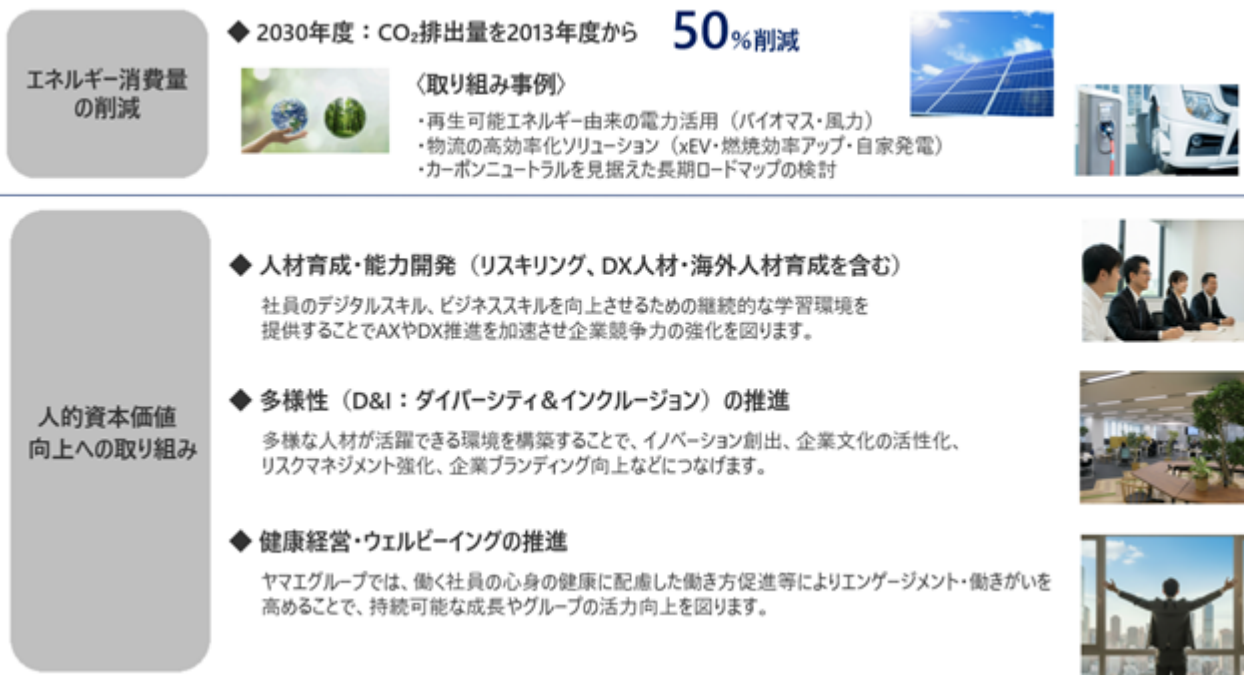 エネルギー消費量
の削減
◆ 2030年度：CO₂排出量を2013年度から 50%削減
〈取り組み事例〉
・再生可能エネルギー由来の電力活用（バイオマス・風力）
・物流の高効率化ソリューション（xEV・燃焼効率アップ・自家発電）
・カーボンニュートラルを見据えた長期ロードマップの検討
人的資本価値
向上への取り組み
◆ 人材育成・能力開発（リスキリング、DX人材・海外人材育成を含む）
社員のデジタルスキル、ビジネススキルを向上させるための継続的な学習環境を
提供することでAXやDX推進を加速させ企業競争力の強化を図ります。
◆ 多様性（D&I：ダイバーシティ＆インクルージョン）の推進
多様な人材が活躍できる環境を構築することで、イノベーション創出、企業文化の活性化、
リスクマネジメント強化、企業ブランディング向上などにつなげます。
◆ 健康経営・ウェルビーイングの推進
ヤマエグループでは、働く社員の心身の健康に配慮した働き方促進等によりエンゲージメント・働きがいを
高めることで、持続可能な成長やグループの活力向上を図ります。